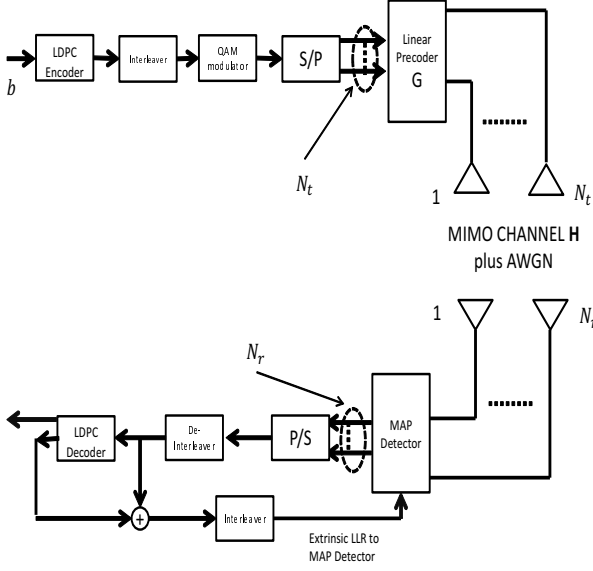 LDPC
Encoder
Interleaver
QAM
modulator
S/P
Linear
Precoder
G
b
N_t
1
N_t
MIMO CHANNEL H
plus AWGN
1
N_r
LDPC
Decoder
De-
Interleaver
P/S
MAP
Detector
+
Interleaver
Extrinsic LLR to
MAP Detector